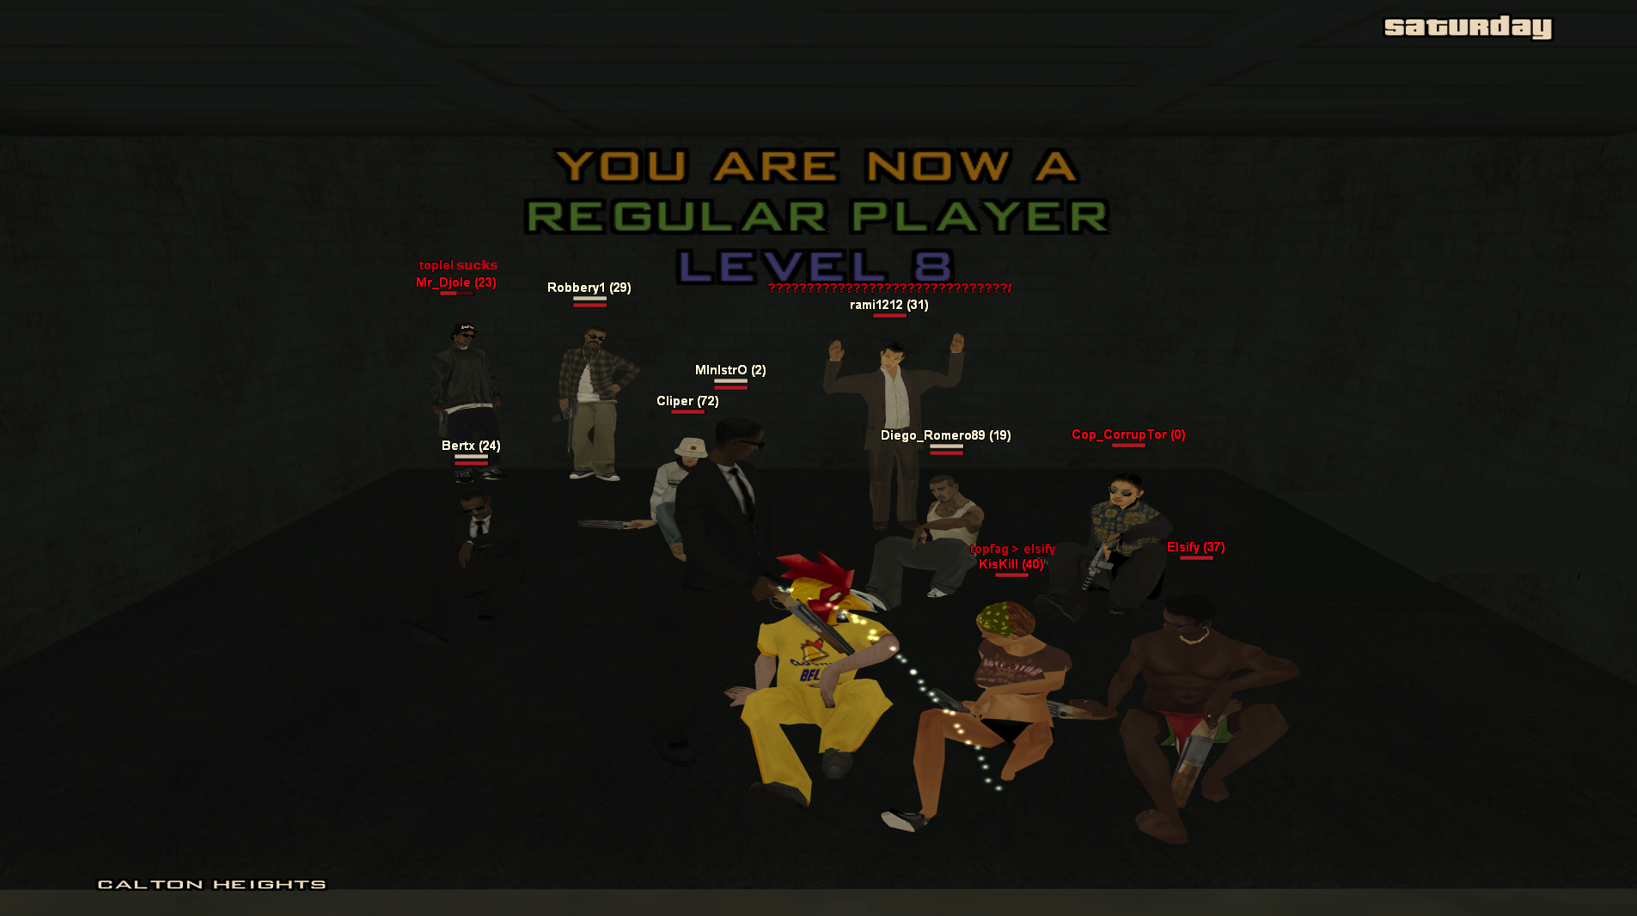 saturday
YOU ARE NOW A
REGULAR PLAYER
LEVEL 8
toplel sucks
Mr_Djole (23)
Robbery1 (29)
???????????????????????????????/
rami1212 (31)
MInIstrO (2)
Cliper (72)
Bertx (24)
Diego_Romero89 (19)
Cop_CorrupTor (0)
topfag > elsify
KisKill (40)
Elsify (37)
BELL
CALTON HEIGHTS